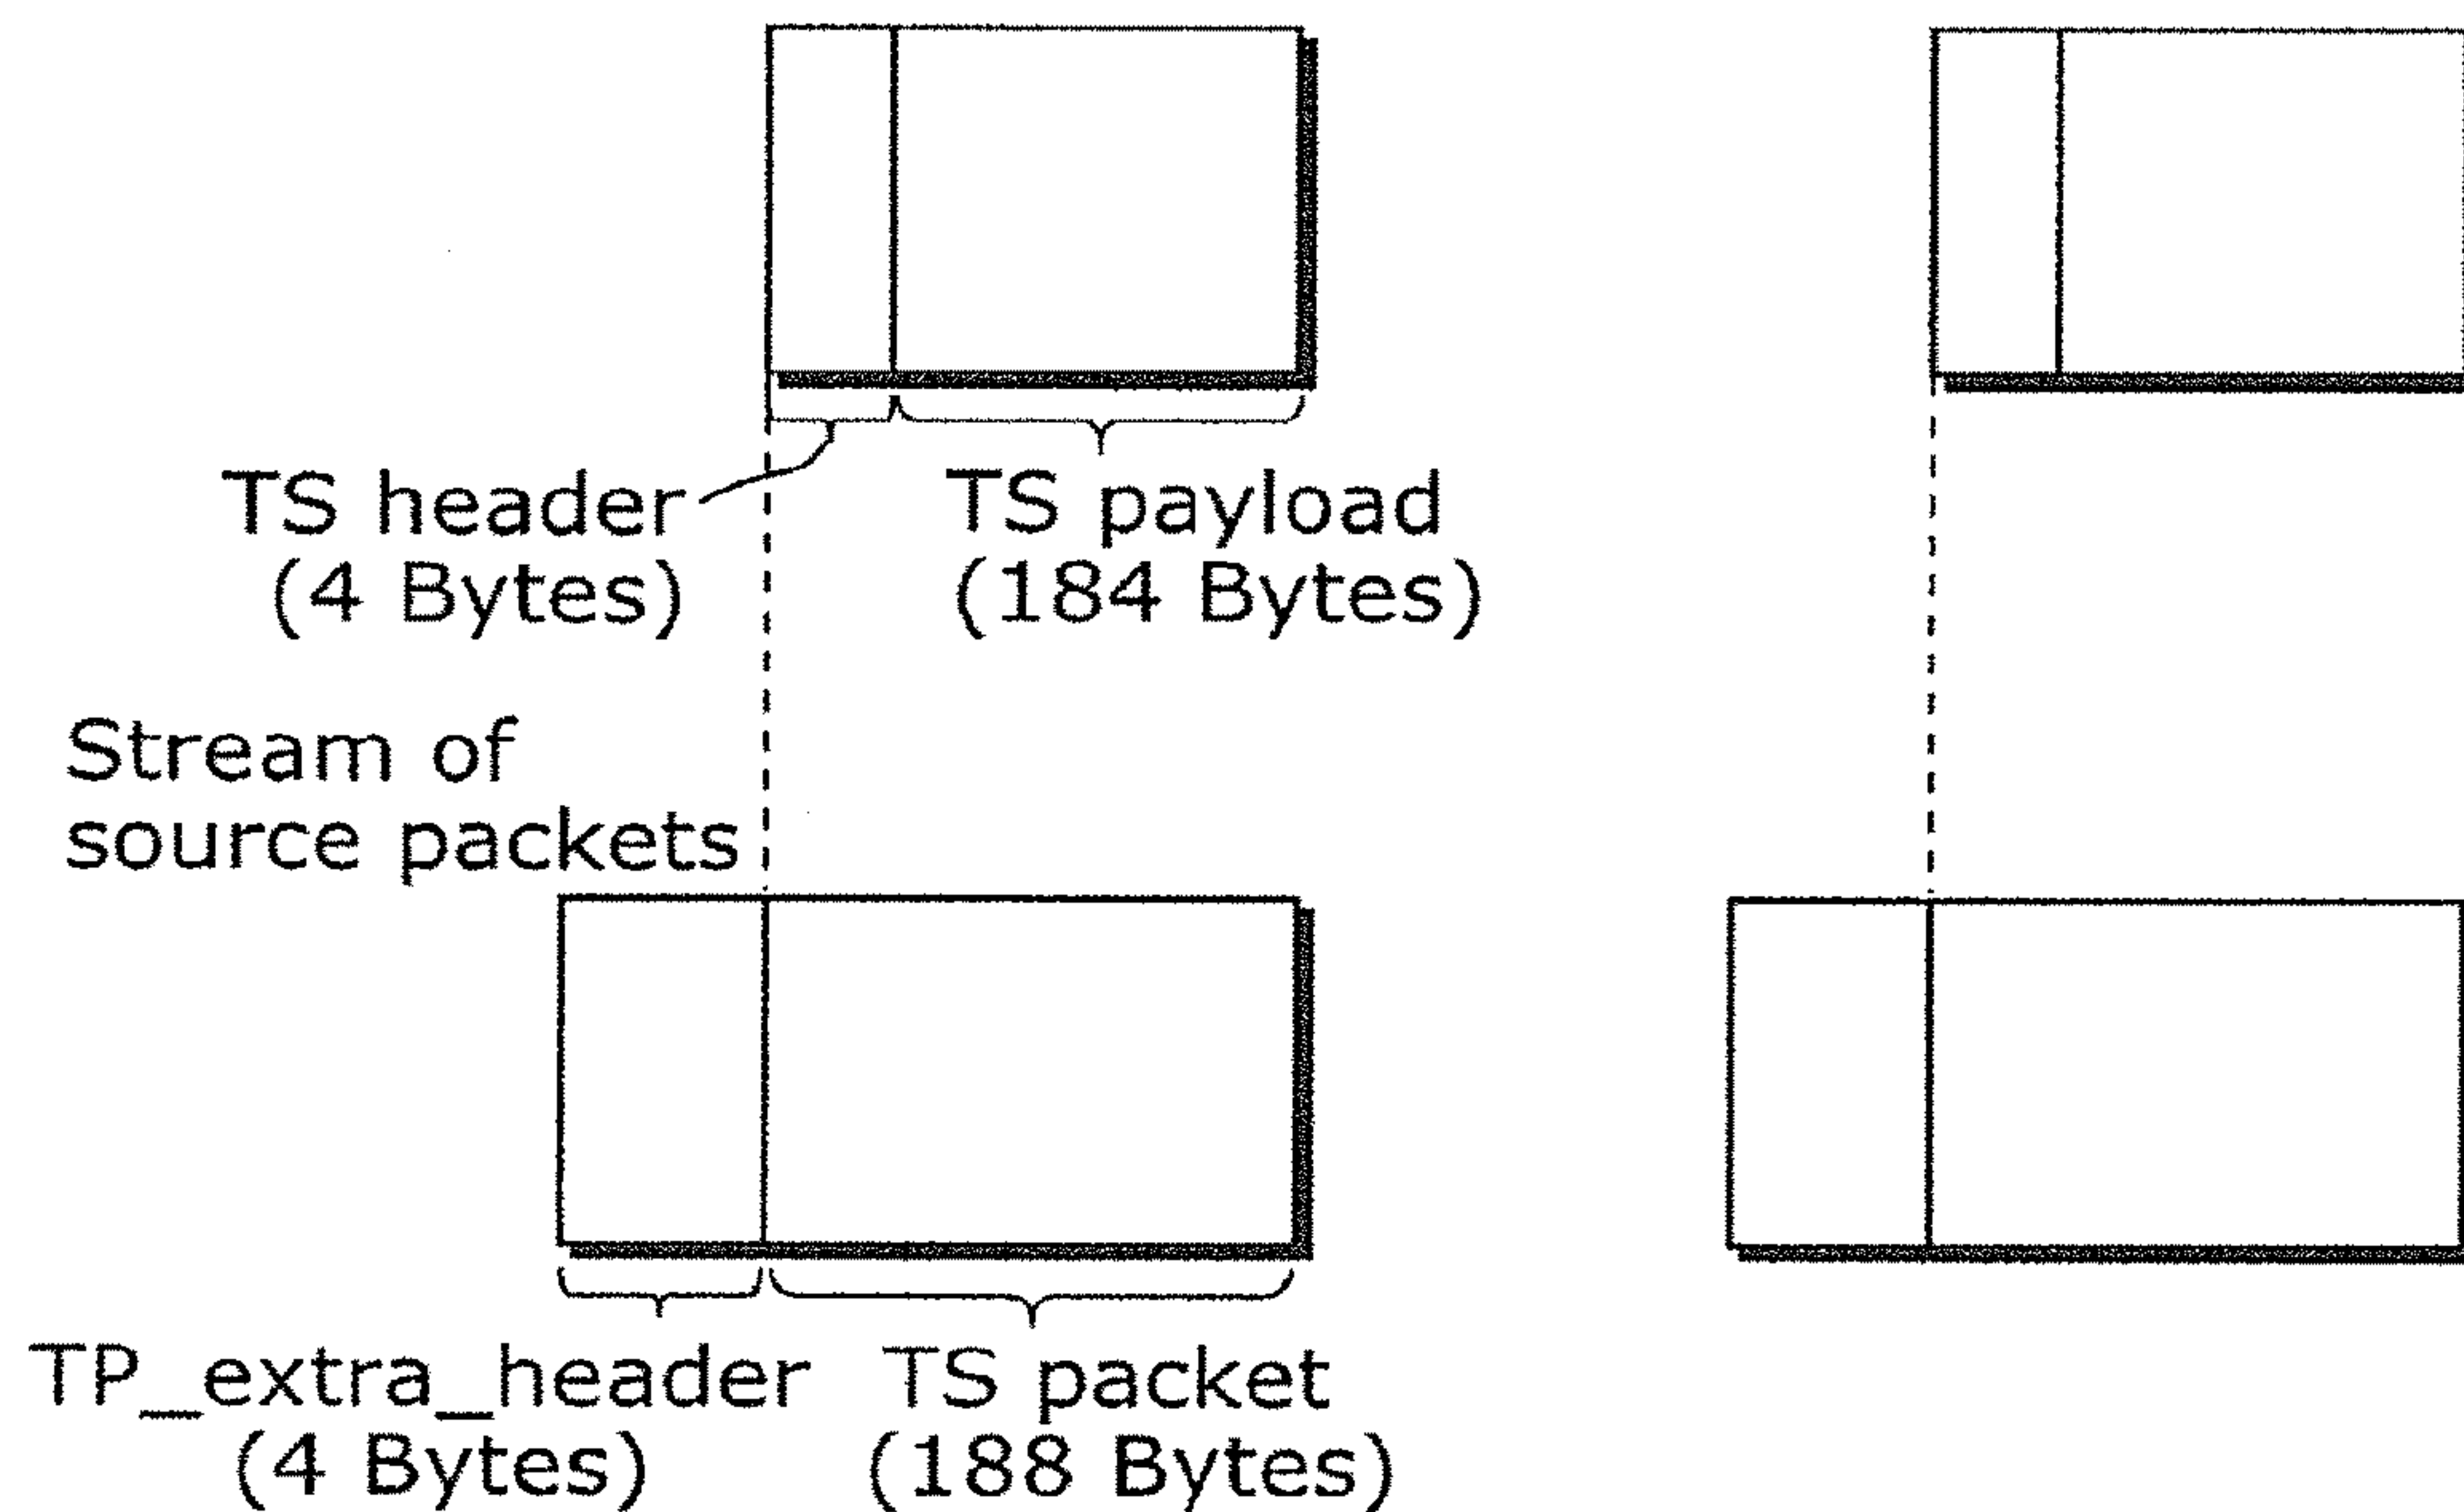 TS header
(4 Bytes)
TS payload
(184 Bytes)
Stream of
source packets
TP_extra_header
(4 Bytes)
TS packet
(188 Bytes)